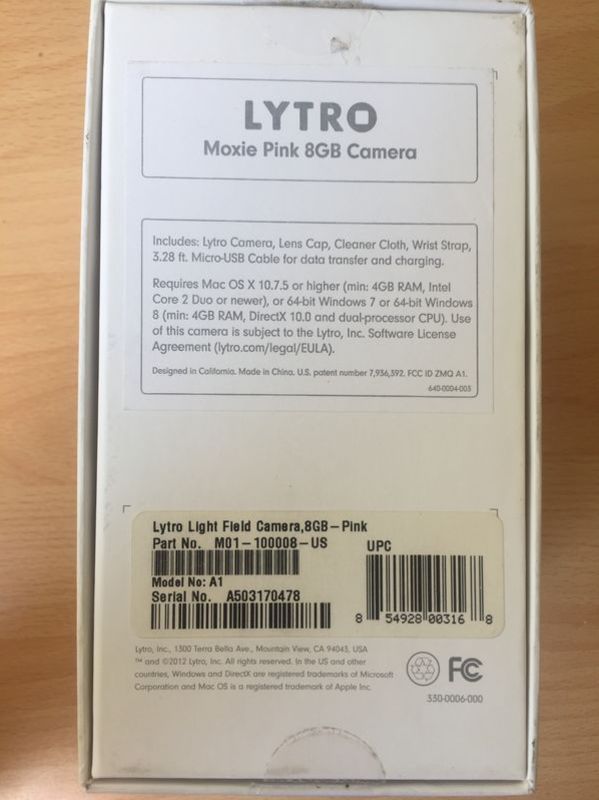 LYTRO
Moxie Pink 8GB Camera
Includes: Lytro Camera, Lens Cap, Cleaner Cloth, Wrist Strap,
3.28 ft. Micro-USB Cable for data transfer and charging.
Requires Mac OS X 10.7.5 or higher (min: 4GB RAM, Intel
Core 2 Duo or newer), or 64-bit Windows 7 or 64-bit Windows
8 (min: 4GB RAM, DirectX 10.0 and dual-processor CPU). Use
of this camera is subject to the Lytro, Inc. Software License
Agreement (lytro.com/legal/EULA).
Designed in California. Made in China. U.S. patent number 7,936,392. FCC ID ZMQ A1.
640-0004-003
Lytro Light Field Camera,8GB-Pink
Part No. M01-100008-US
UPC
Model No: A1
Serial No. A503170478
8 54928 00316 8
Lytro, Inc., 1300 Terra Bella Ave., Mountain View, CA 94043, USA
™ and ©2012 Lytro, Inc. All rights reserved. In the US and other
countries, Windows and DirectX are registered trademarks of Microsoft
Corporation and Mac OS is a registered trademark of Apple Inc.
FC
330-0006-000